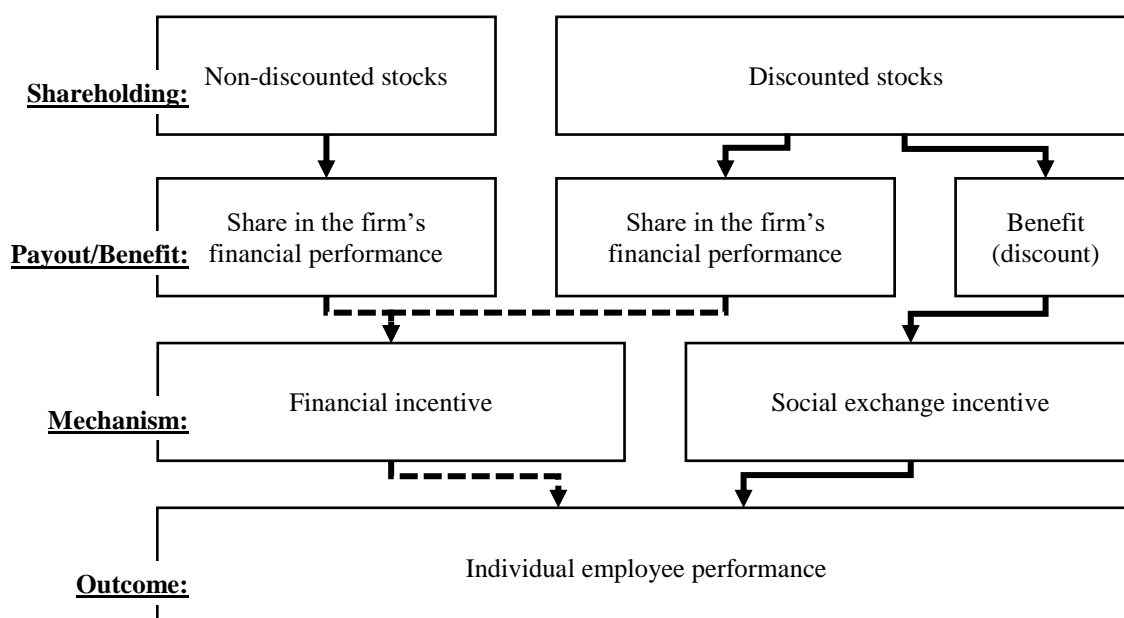 Non-discounted stocks
Discounted stocks
Shareholding:
Share in the firm’s
financial performance
Share in the firm’s
financial performance
Benefit
(discount)
Payout/Benefit:
Financial incentive
Social exchange incentive
Mechanism:
Individual employee performance
Outcome: